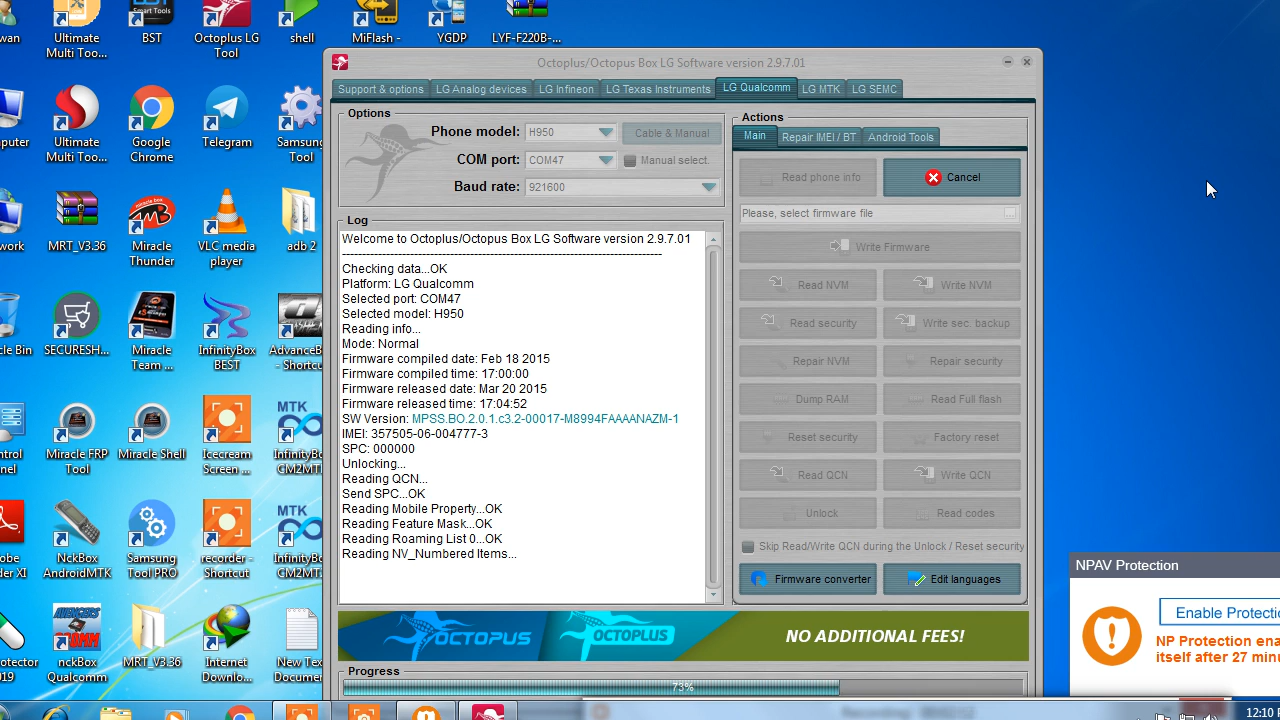 wan
Ultimate
Multi Too...
BST
Octoplus LG
Tool
shell
MiFlash -
YGDP
LYF-F220B-...
Octoplus/Octopus Box LG Software version 2.9.7.01
Support & options
LG Analog devices
LG Infineon
LG Texas Instruments
LG Qualcomm
LG MTK
LG SEMC
Options
Phone model:
H950
Cable & Manual
COM port:
COM47
Manual select.
Baud rate:
921600
Log
Welcome to Octoplus/Octopus Box LG Software version 2.9.7.01
--------------------------------------------------------------------------------
Checking data...OK
Platform: LG Qualcomm
Selected port: COM47
Selected model: H950
Reading info...
Mode: Normal
Firmware compiled date: Feb 18 2015
Firmware compiled time: 17:00:00
Firmware released date: Mar 20 2015
Firmware released time: 17:04:52
SW Version: MPSS.BO.2.0.1.c3.2-00017-M8994FAAAANAZM-1
IMEI: 357505-06-004777-3
SPC: 000000
Unlocking...
Reading QCN...
Send SPC...OK
Reading Mobile Property...OK
Reading Feature Mask...OK
Reading Roaming List 0...OK
Reading NV_Numbered Items...
Actions
Main
Repair IMEI / BT
Android Tools
Read phone info
Cancel
Please, select firmware file
Write Firmware
Read NVM
Write NVM
Read security
Write sec. backup
Repair NVM
Repair security
Dump RAM
Read Full flash
Reset security
Factory reset
Read QCN
Write QCN
Unlock
Read codes
Skip Read/Write QCN during the Unlock / Reset security
Firmware converter
Edit languages
OCTOPUS
OCTOPLUS
NO ADDITIONAL FEES!
Progress
73%
puter
Ultimate
Multi Too...
Google
Chrome
Telegram
Samsung
Tool
work
MRT_V3.36
Miracle
Thunder
VLC media
player
adb 2
cle Bin
SECURESH...
Miracle
Team ...
InfinityBox
BEST
AdvanceB
- Shortcu
ntrol
nel
Miracle FRP
Tool
Miracle Shell
Icecream
Screen ...
MTK
InfinityBo
CM2MT
obe
er XI
NckBox
AndroidMTK
Samsung
Tool PRO
recorder -
Shortcut
MTK
InfinityBo
CM2MT
otector
019
nckBox
Qualcomm
MRT_V3.36
Internet
Downlo...
New Tex
Documen
NPAV Protection
Enable Protectio
NP Protection ena
itself after 27 minu
12:10